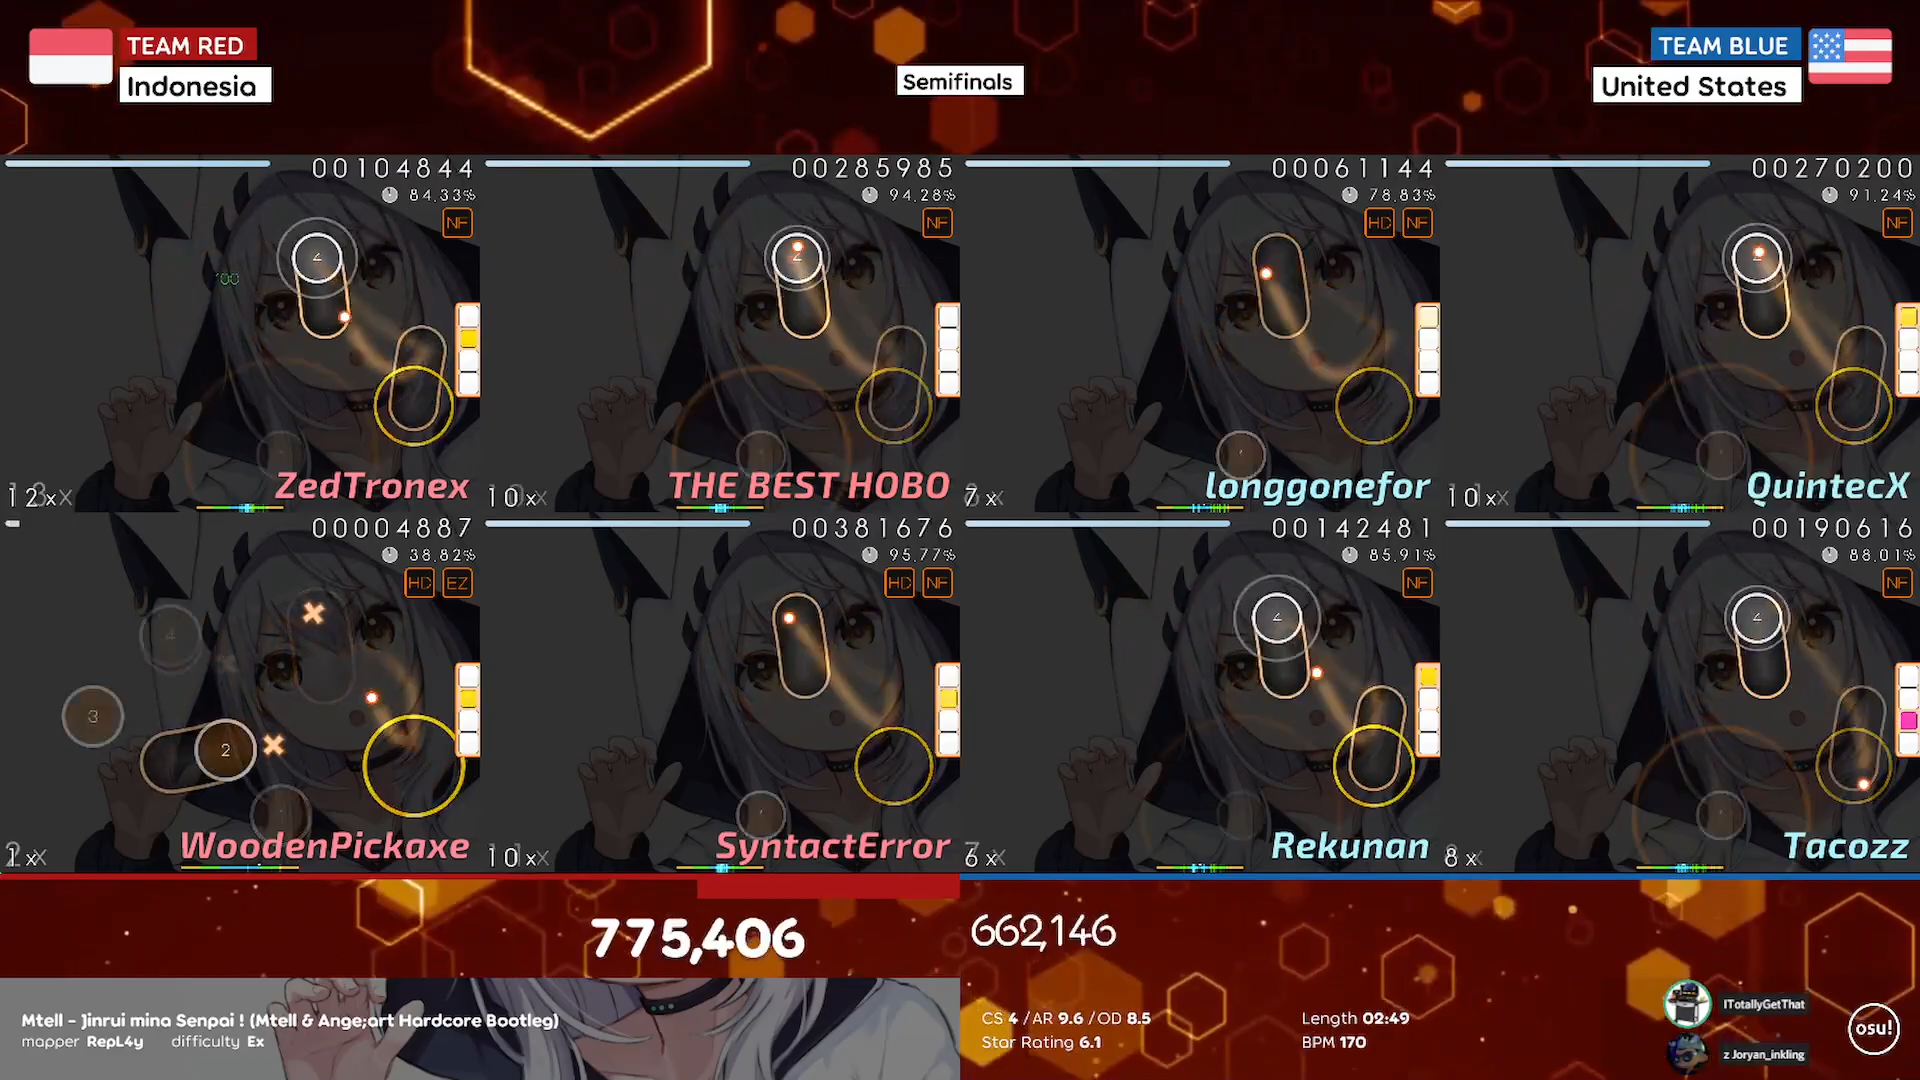 TEAM RED
Indonesia
Semifinals
TEAM BLUE
United States
00104844
84.33%
NF
100
ZedTronex
00285985
94.28%
NF
10x
THE BEST HOBO
00061144
78.83%
HD NF
longgonefor
00270200
91.24%
NF
10x
QuintecX
00004887
38.82%
HD EZ
3
2
WoodenPickaxe
00381676
95.77%
HD NF
10x
SyntactError
00142481
85.91%
NF
Rekunan
00190616
88.01%
NF
8x
Tacozz
775,406
662,146
Mtell - Jinrui mina Senpai ! (Mtell & Ange;art Hardcore Bootleg)
mapper RepL4y difficulty Ex
CS 4 / AR 9.6 / OD 8.5
Star Rating 6.1
Length 02:49
BPM 170
ITotallyGetThat
z Joryan_inkling
osu!